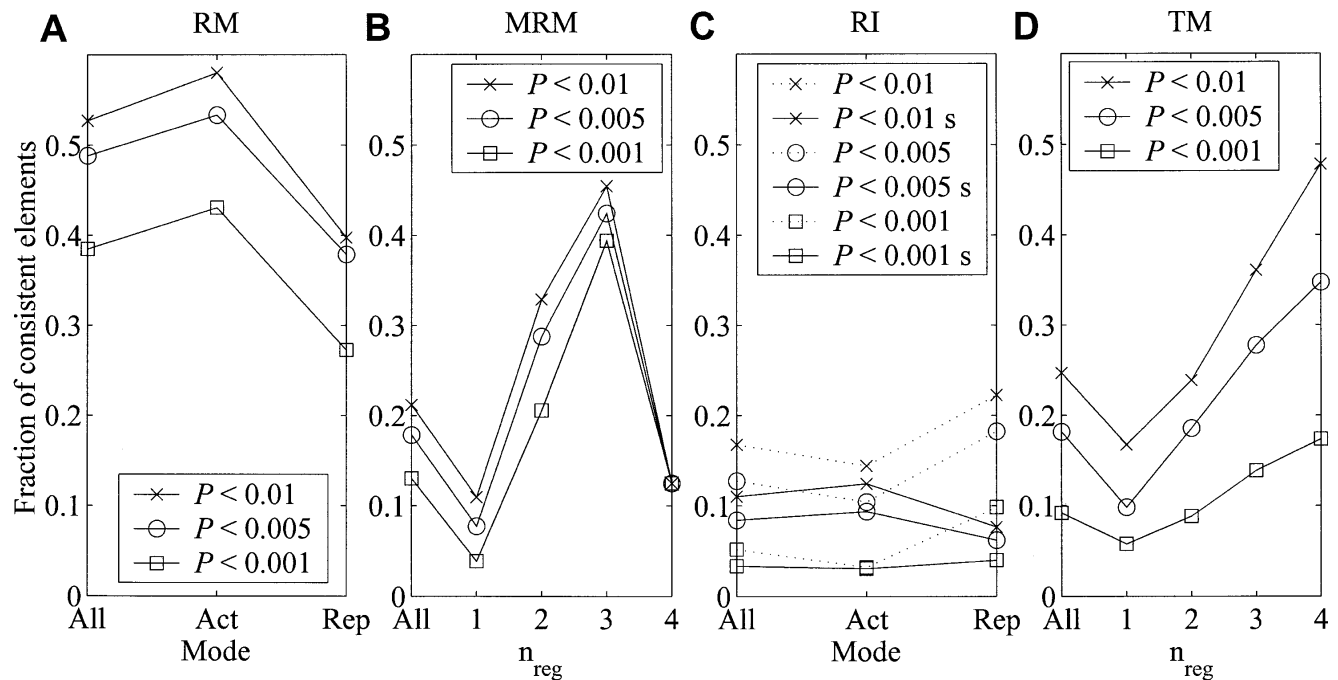 A RM
B MRM
C RI
D TM
Fraction of consistent elements
0.5
0.4
0.3
0.2
0.1
0
All Act Rep
Mode
P < 0.01
P < 0.005
P < 0.001
0.5
0.4
0.3
0.2
0.1
0
All 1 2 3 4
n reg
P < 0.01
P < 0.005
P < 0.001
0.5
0.4
0.3
0.2
0.1
0
All Act Rep
Mode
P < 0.01
P < 0.01 s
P < 0.005
P < 0.005 s
P < 0.001
P < 0.001 s
0.5
0.4
0.3
0.2
0.1
0
All 1 2 3 4
n reg
P < 0.01
P < 0.005
P < 0.001